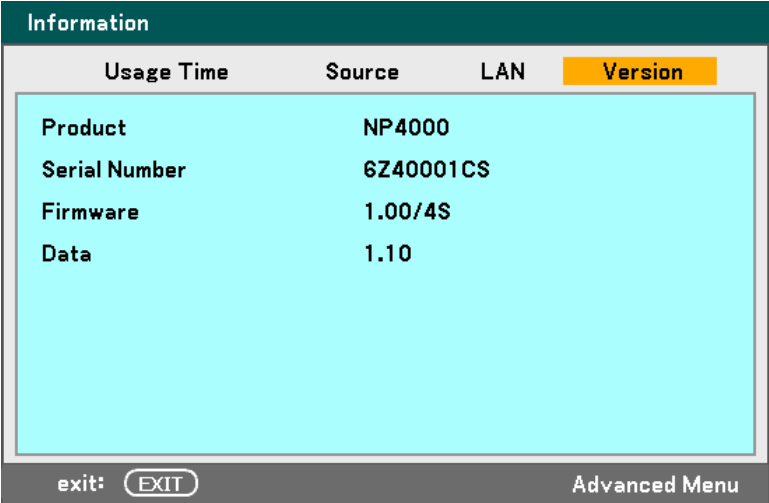 Information
Usage Time Source LAN Version
Product NP4000
Serial Number 6Z40001CS
Firmware 1.00/4S
Data 1.10
exit: EXIT Advanced Menu